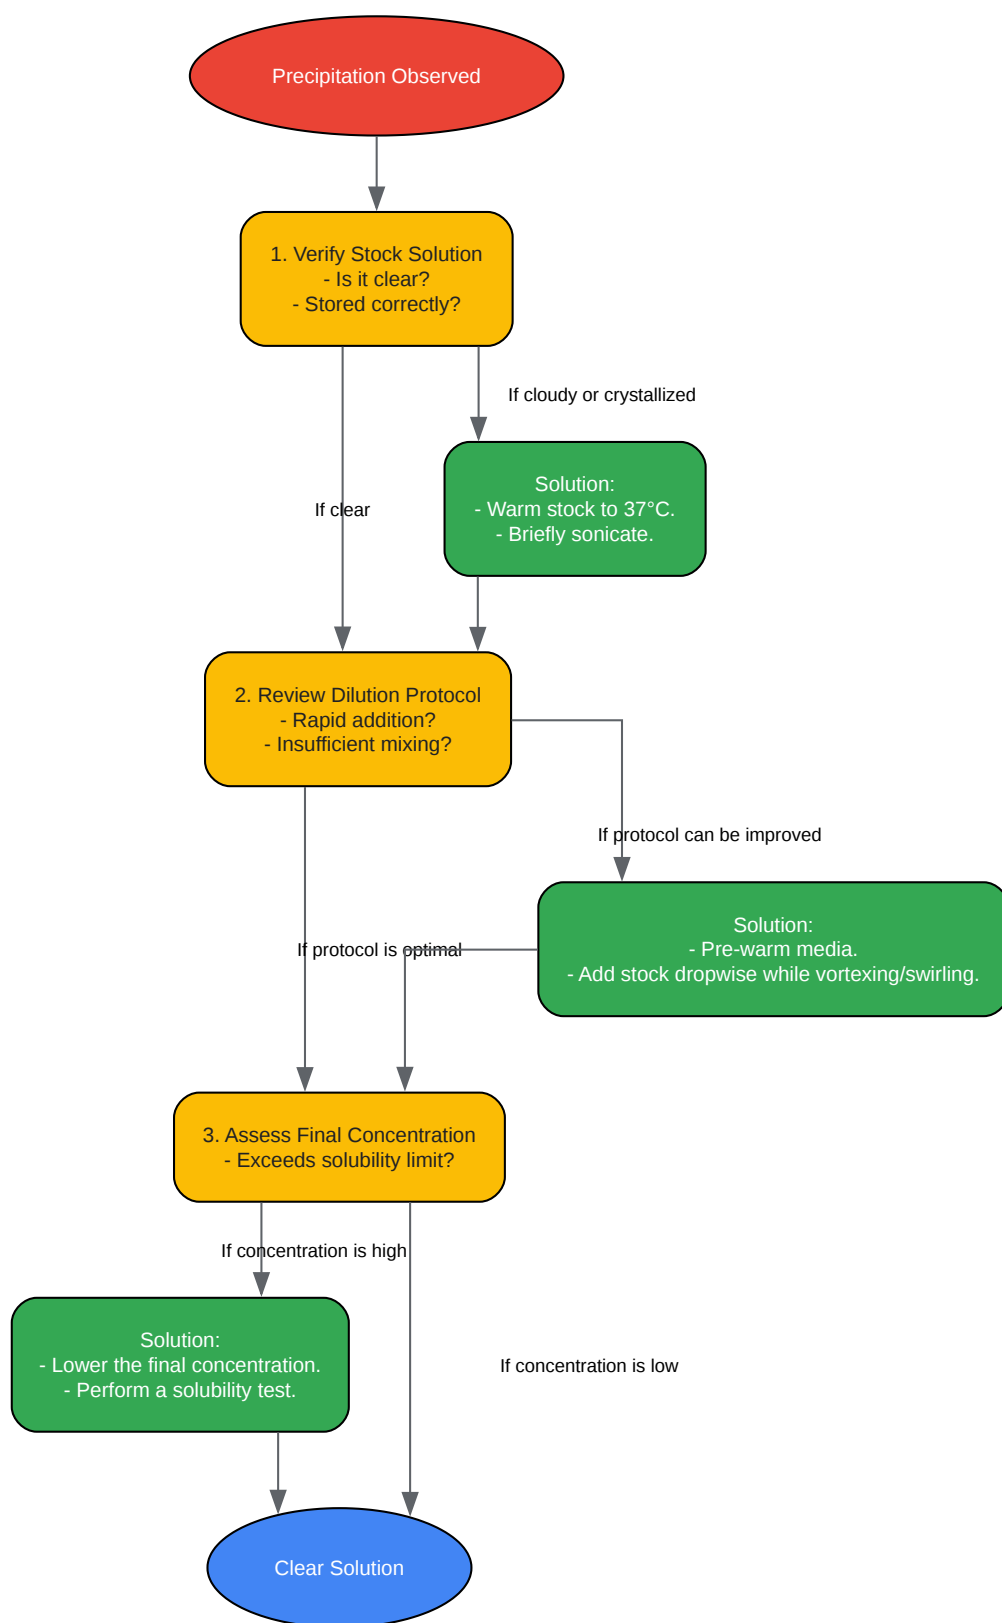 Precipitation Observed
1. Verify Stock Solution
- Is it clear?
- Stored correctly?
If cloudy or crystallized
Solution:
- Warm stock to 37°C.
- Briefly sonicate.
If clear
2. Review Dilution Protocol
- Rapid addition?
- Insufficient mixing?
If protocol can be improved
Solution:
- Pre-warm media.
- Add stock dropwise while vortexing/swirling.
If protocol is optimal
3. Assess Final Concentration
- Exceeds solubility limit?
If concentration is high
Solution:
- Lower the final concentration.
- Perform a solubility test.
If concentration is low
Clear Solution